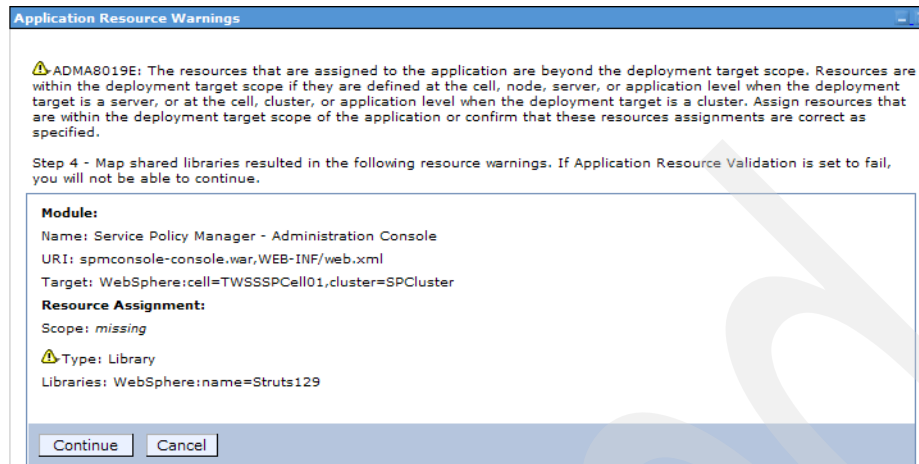 Application Resource Warnings
ADMA8019E: The resources that are assigned to the application are beyond the deployment target scope. Resources are
within the deployment target scope if they are defined at the cell, node, server, or application level when the deployment
target is a server, or at the cell, cluster, or application level when the deployment target is a cluster. Assign resources that
are within the deployment target scope of the application or confirm that these resources assignments are correct as
specified.
Step 4 - Map shared libraries resulted in the following resource warnings. If Application Resource Validation is set to fail,
you will not be able to continue.
Module:
Name: Service Policy Manager - Administration Console
URI: spmconsole-console.war,WEB-INF/web.xml
Target: WebSphere:cell=TWSSSPCell01,cluster=SPCluster
Resource Assignment:
Scope: missing
Type: Library
Libraries: WebSphere:name=Struts129
Continue Cancel